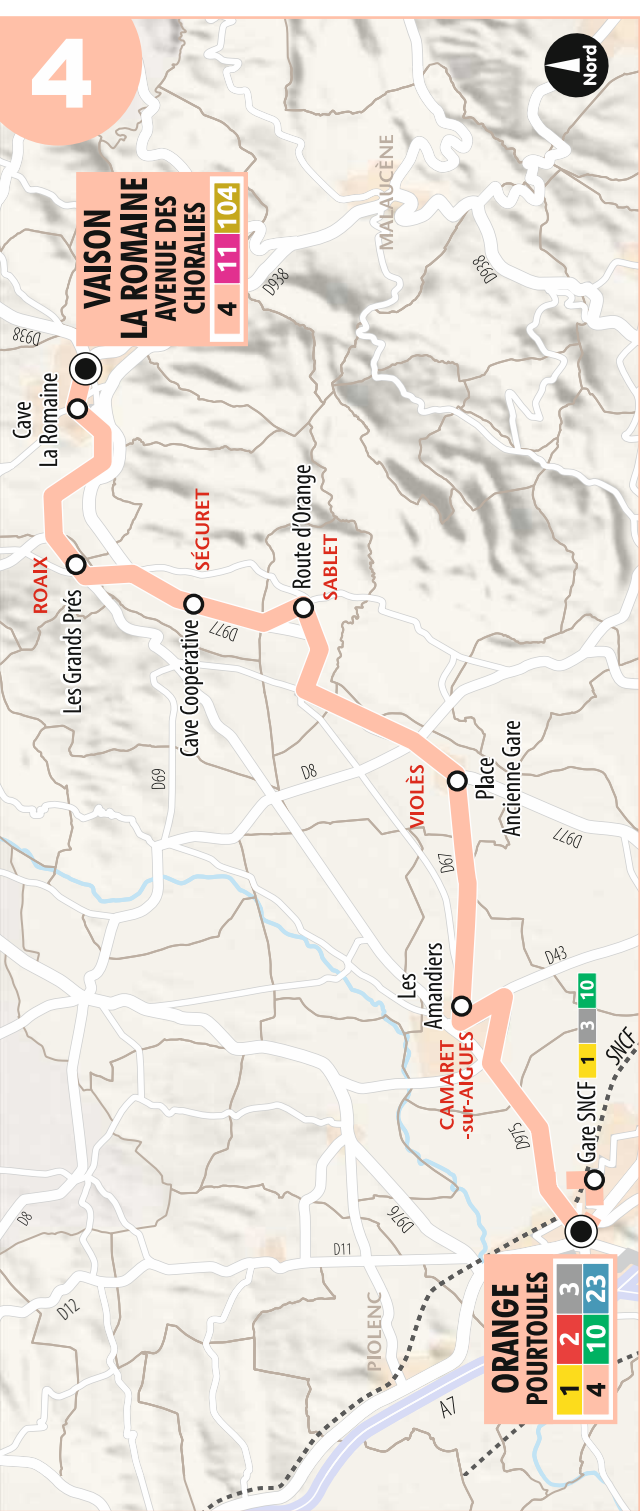 4
Nord
VAISON
LA ROMAINE
AVENUE DES
CHORALIES
4 11 104
MALAUCÈNE
D938
D938
D938
Cave
La Romaine
ROAIX
Les Grands Prés
SÉGURET
Cave Coopérative
D977
Route d'Orange
SABLET
D69
D8
VIOLÈS
Place
Ancienne Gare
D977
D67
Les
Amandiers
D43
CAMARET
-sur-AIGUES
D975
Gare SNCF 1 3 10
SNCF
D8
D12
D11
D976
PIOLENC
A7
ORANGE
POURTOULES
1 2 3
4 10 23